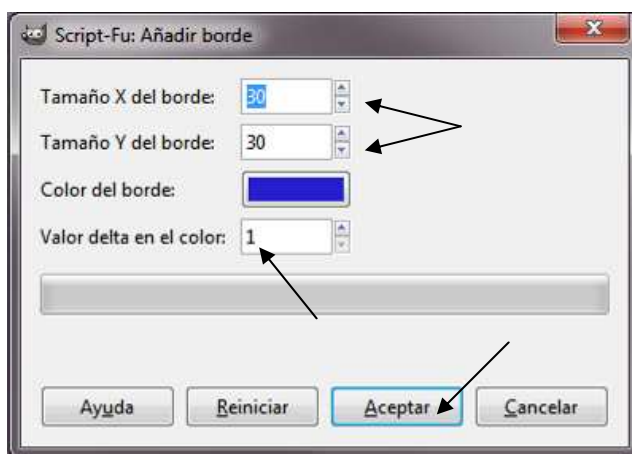 Script-Fu: Añadir borde
Tamaño X del borde: 30
Tamaño Y del borde: 30
Color del borde:
Valor delta en el color: 1
Ayuda Reiniciar Aceptar Cancelar